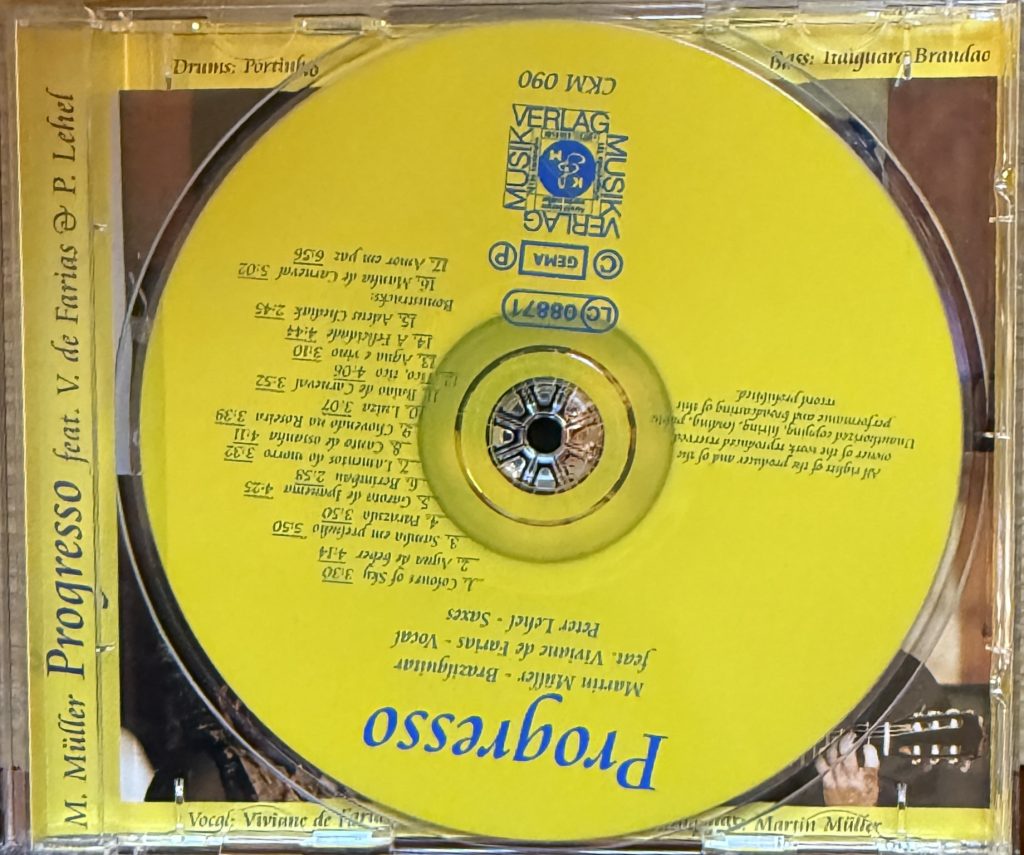 M. Müller Progresso feat. V. de Farias & P. Lehel
Drums: Portinho
Bass: Itaiguara Brandao
Vocal: Viviane de Faria
Martin Müller
Progresso
Martin Müller - Brazilguitar
feat. Viviane de Farias - Vocal
Peter Lehel - Saxes
1. Colours of Sky 3:30
2. Agua de beber 4:14
3. Samba em preludio 5:50
4. Parazula 3:50
5. Garota de Ipanema 4:25
6. Berimbau 2:59
7. Lamentos do morro 3:32
8. Canto de ossanha 4:11
9. Chovendo na Roseira 3:39
10. Luiza 3.07
11. Baiao de Carneval 3:52
12. Tico, tico 4:06
13. Agua e vino 3:10
14. A Felicidade 4:44
15. Adeus 2:45
Bonustracks:
16. Manha de Carneval 5:02
17. Amor em paz 6:56
All rights of the producer and of the
owner of the work reproduced reserved
Unauthorized copying, hiring, lending, public
performance and broadcasting of this
record prohibited.
LC 08871
C GEMA P
MUSIK VERLAG
MUSIK VERLAG
K M
CKM 090